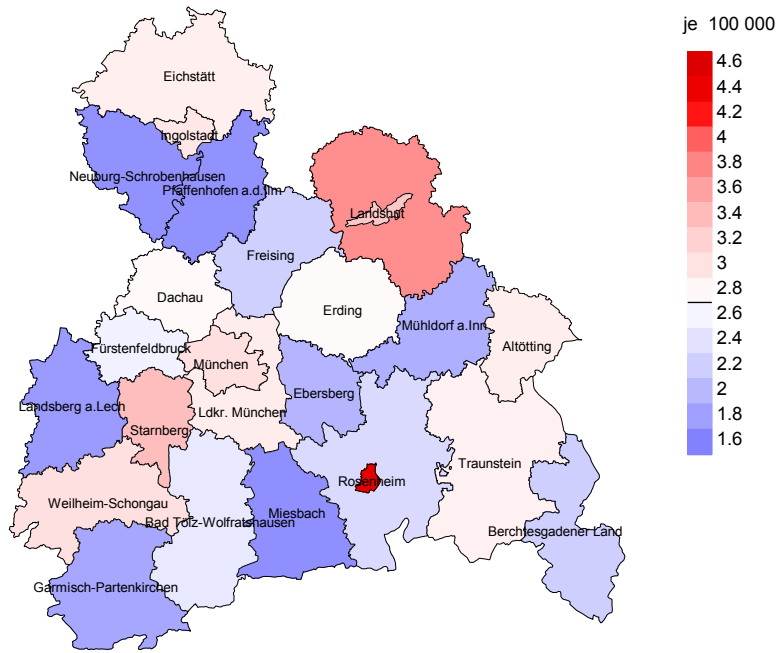 je 100 000
4.6
4.4
4.2
4
3.8
3.6
3.4
3.2
3
2.8
2.6
2.4
2.2
2
1.8
1.6
Eichstätt
Ingolstadt
Neuburg-Schrobenhausen
Pfaffenhofen a.d.Ilm
Landshut
Freising
Dachau
Erding
Mühldorf a.Inn
Altötting
Fürstenfeldbruck
München
Ebersberg
Landsberg a.Lech
Ldkr. München
Starnberg
Traunstein
Rosenheim
Weilheim-Schongau
Miesbach
Bad Tölz-Wolfratshausen
Berchtesgadener Land
Garmisch-Partenkirchen